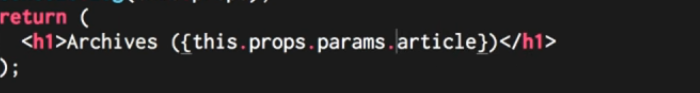 return (
<h1>Archives ({this.props.params.article})</h1>
);